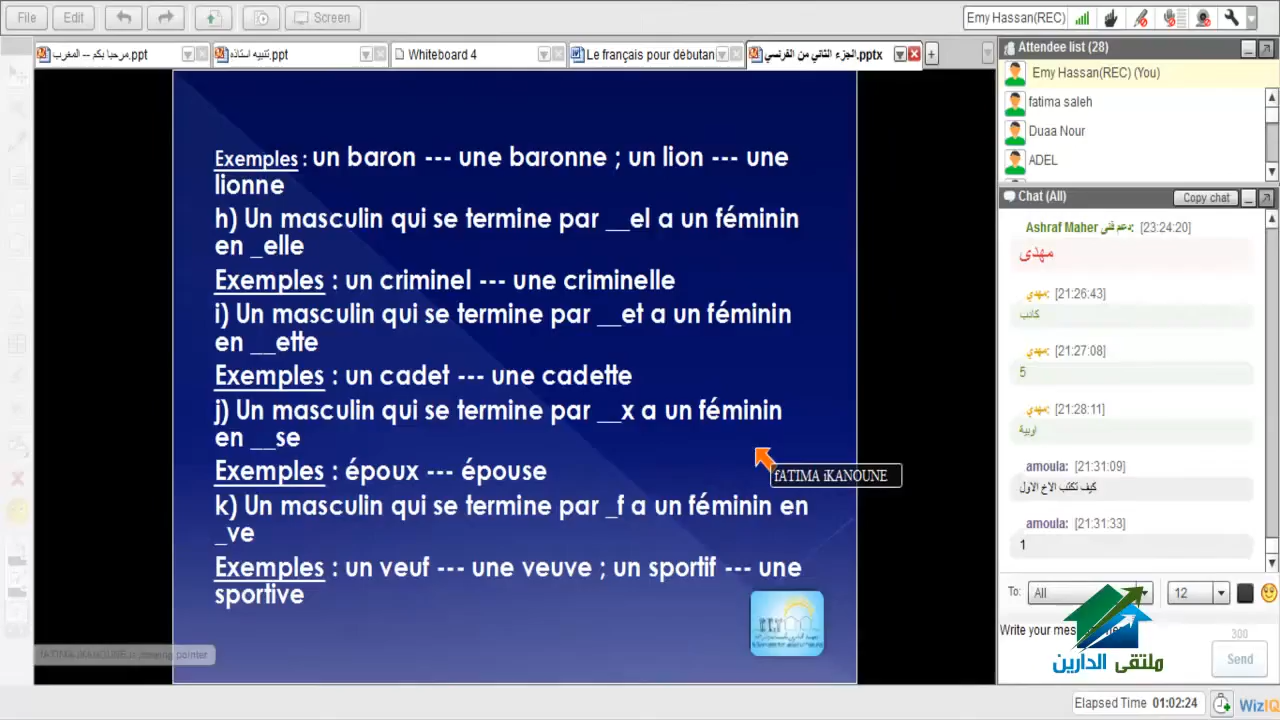 File
Edit
Screen
Emy Hassan(REC)
مرحبا بكم -- المغرب.ppt
تنبيه استاذه.ppt
Whiteboard 4
Le français pour débutan
الجزء الثاني من الفرنسي.pptx
Exemples : un baron --- une baronne ; un lion --- une
lionne
h) Un masculin qui se termine par __el a un féminin
en _elle
Exemples : un criminel --- une criminelle
i) Un masculin qui se termine par __et a un féminin
en __ette
Exemples : un cadet --- une cadette
j) Un masculin qui se termine par __x a un féminin
en __se
Exemples : époux --- épouse
k) Un masculin qui se termine par _f a un féminin en
_ve
Exemples : un veuf --- une veuve ; un sportif --- une
sportive
fATIMA iKANOUNE
Attendee list (28)
Emy Hassan(REC) (You)
fatima saleh
Duaa Nour
ADEL
Chat (All)
Copy chat
Ashraf Maher دعم فنى: [23:24:20]
مهدى
مهدي: [21:26:43]
كاتب
مهدي: [21:27:08]
5
مهدي: [21:28:11]
amoula: [21:31:09]
كيف تكتب الاخ الاول
amoula: [21:31:33]
1
To:
All
12
Write your mes
300
Send
ملتقى الدارين
Elapsed Time 01:02:24
WizIQ